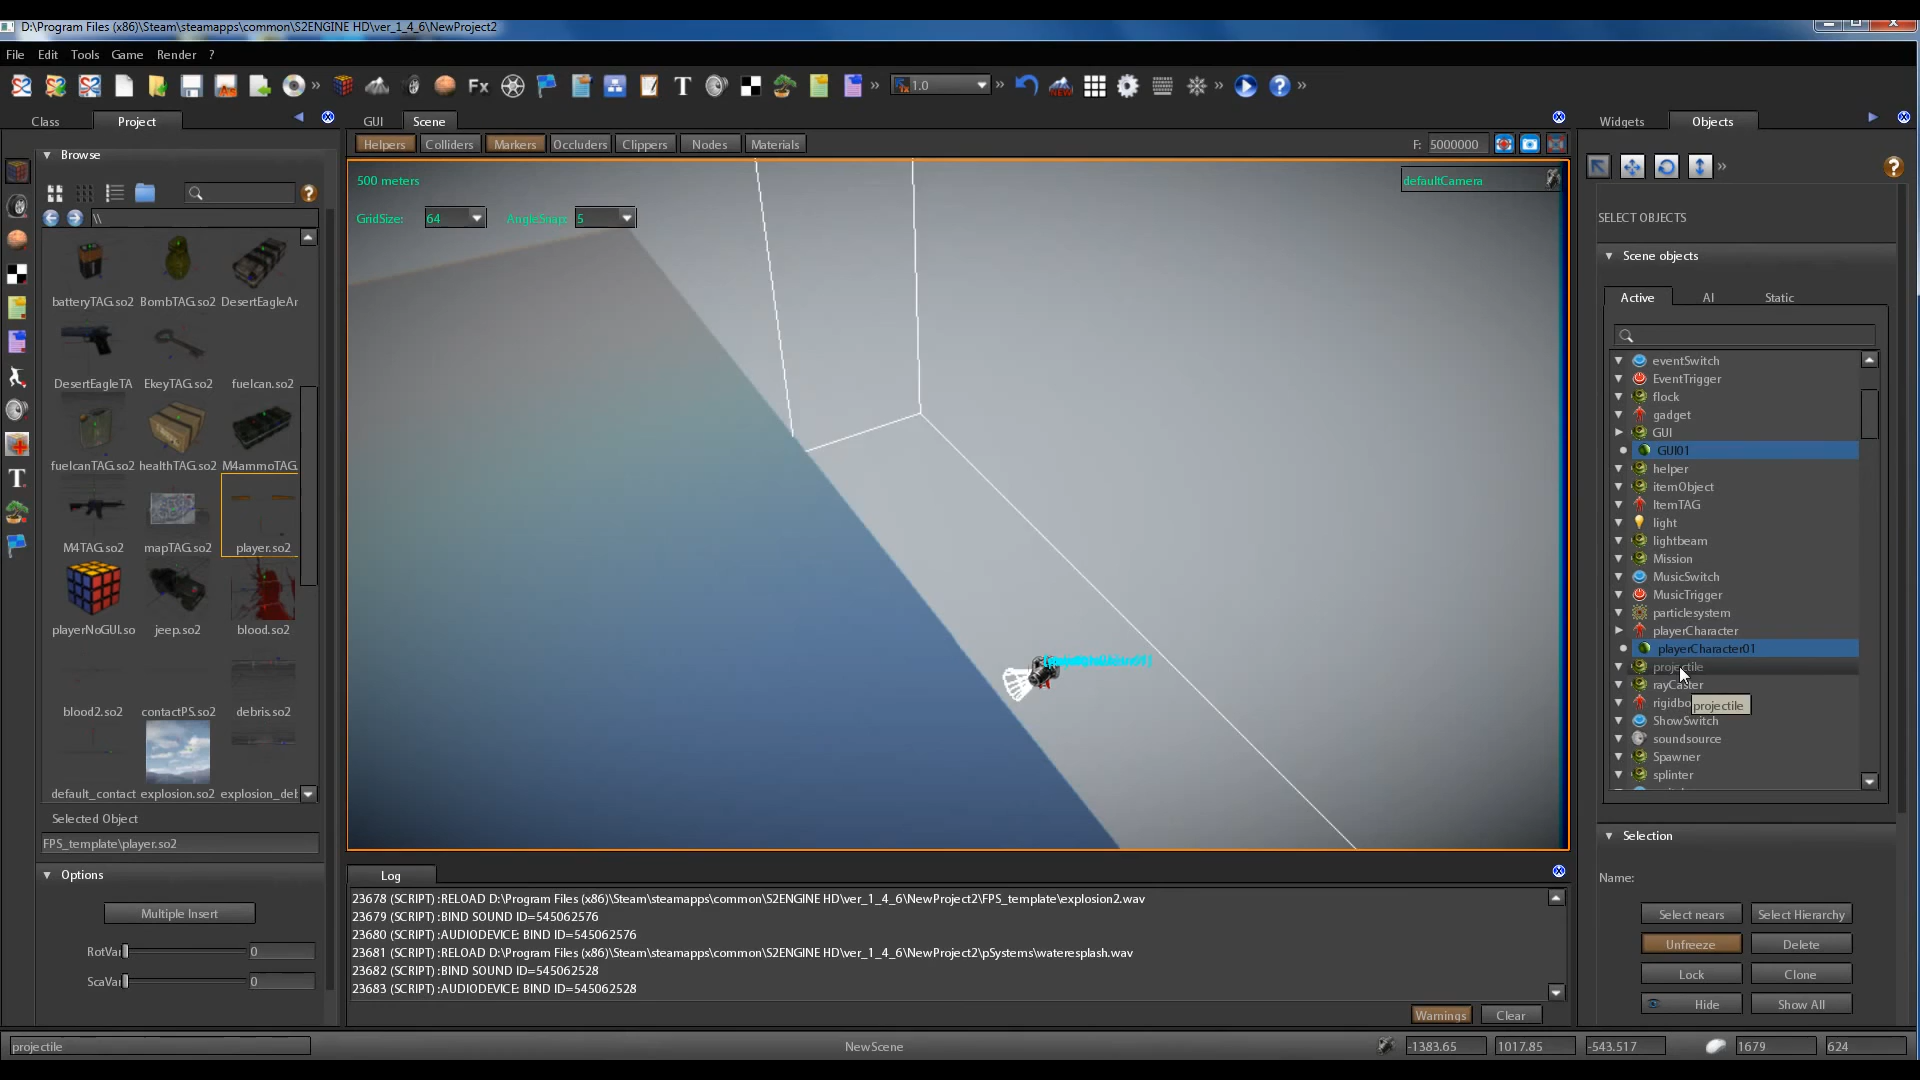 D:\Program Files (x86)\Steam\steamapps\common\S2ENGINE HD\ver_1_4_6\NewProject2
File Edit Tools Game Render ?
Fx T 1.0
Class Project
GUI Scene
Widgets Objects
Browse
Helpers Colliders Markers Occluders Clippers Nodes Materials
F: 5000000
500 meters
defaultCamera
GridSize: 64 AngleSnap: 5
\\
batteryTAG.so2 BombTAG.so2 DesertEagleAr
DesertEagleTA EkeyTAG.so2 fuelcan.so2
fuelcanTAG.so2 healthTAG.so2 M4ammoTAG.
M4TAG.so2 mapTAG.so2 player.so2
playerNoGUI.so jeep.so2 blood.so2
blood2.so2 contactPS.so2 debris.so2
default_contact explosion.so2 explosion_deb
Selected Object
FPS_template\player.so2
Options
Multiple Insert
RotVar 0
ScaVar 0
SELECT OBJECTS
Scene objects
Active AI Static
eventSwitch
EventTrigger
flock
gadget
GUI
GUI01
helper
itemObject
ItemTAG
light
lightbeam
Mission
MusicSwitch
MusicTrigger
particlesystem
playerCharacter
playerCharacter01
projectile
rayCaster
rigidbo
projectile
ShowSwitch
soundsource
Spawner
splinter
Selection
Name:
Select nears Select Hierarchy
Unfreeze Delete
Lock Clone
Hide Show All
Log
23678 (SCRIPT) :RELOAD D:\Program Files (x86)\Steam\steamapps\common\S2ENGINE HD\ver_1_4_6\NewProject2\FPS_template\explosion2.wav
23679 (SCRIPT) :BIND SOUND ID=545062576
23680 (SCRIPT) :AUDIODEVICE: BIND ID=545062576
23681 (SCRIPT) :RELOAD D:\Program Files (x86)\Steam\steamapps\common\S2ENGINE HD\ver_1_4_6\NewProject2\pSystems\wateresplash.wav
23682 (SCRIPT) :BIND SOUND ID=545062528
23683 (SCRIPT) :AUDIODEVICE: BIND ID=545062528
Warnings Clear
projectile
NewScene
-1383.65 1017.85 -543.517 1679 624